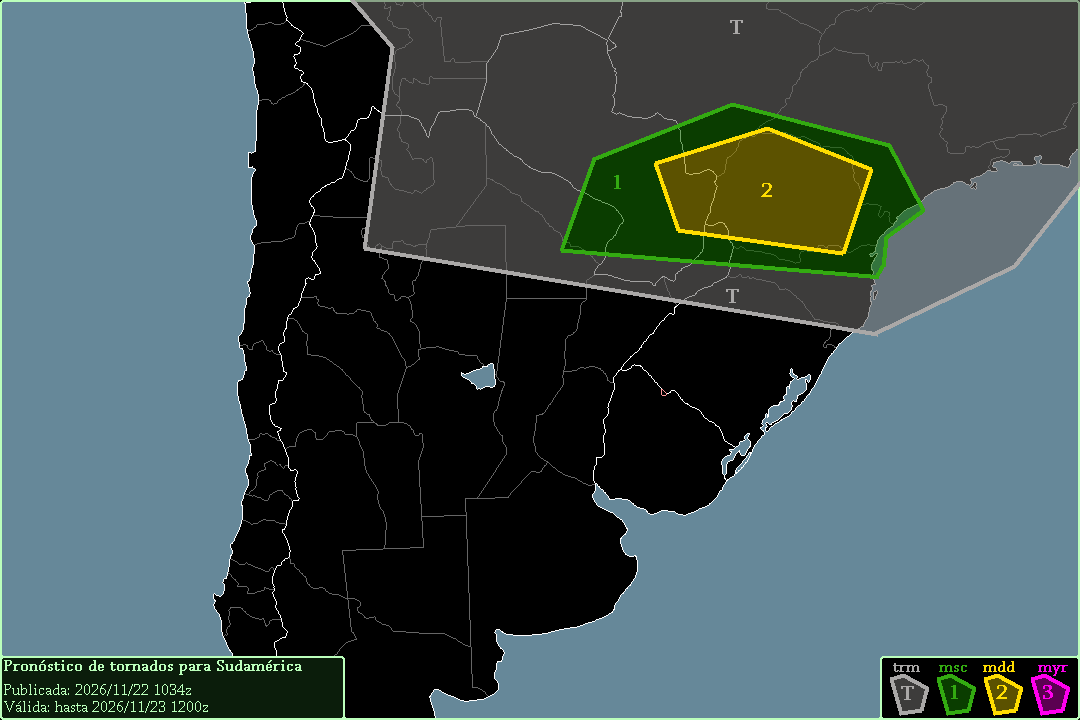 T
1
2
T
Pronóstico de tornados para Sudamérica
Publicada: 2026/11/22 1034z
Válida: hasta 2026/11/23 1200z
trm msc mdd myr
T 1 2 3